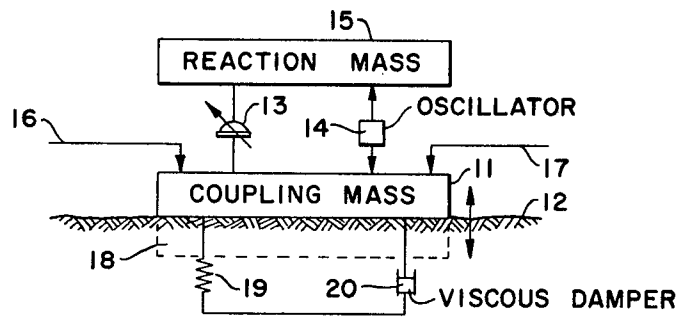 15
REACTION MASS
13
16
14
OSCILLATOR
17
COUPLING MASS
11
12
18
19
20
VISCOUS DAMPER